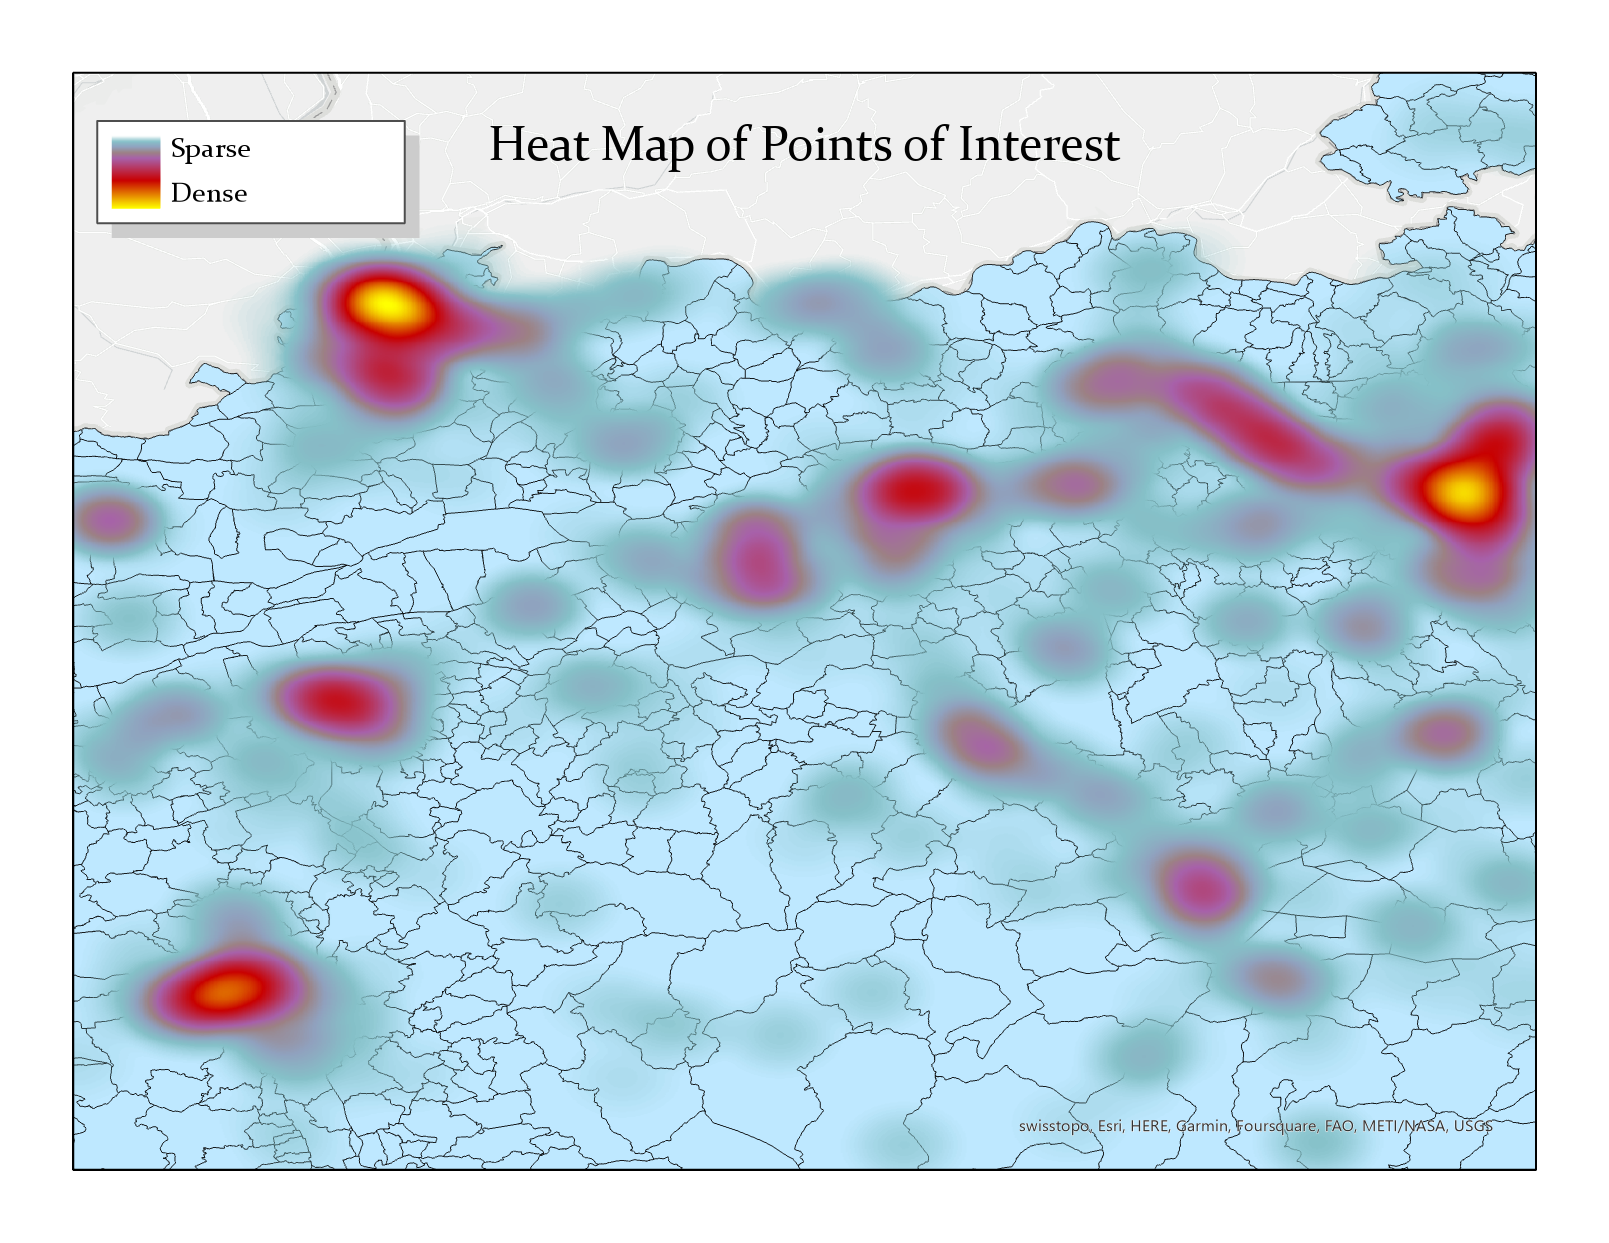 Heat Map of Points of Interest
Sparse
Dense
swisstopo, Esri, HERE, Garmin, Foursquare, FAO, METI/NASA, USGS